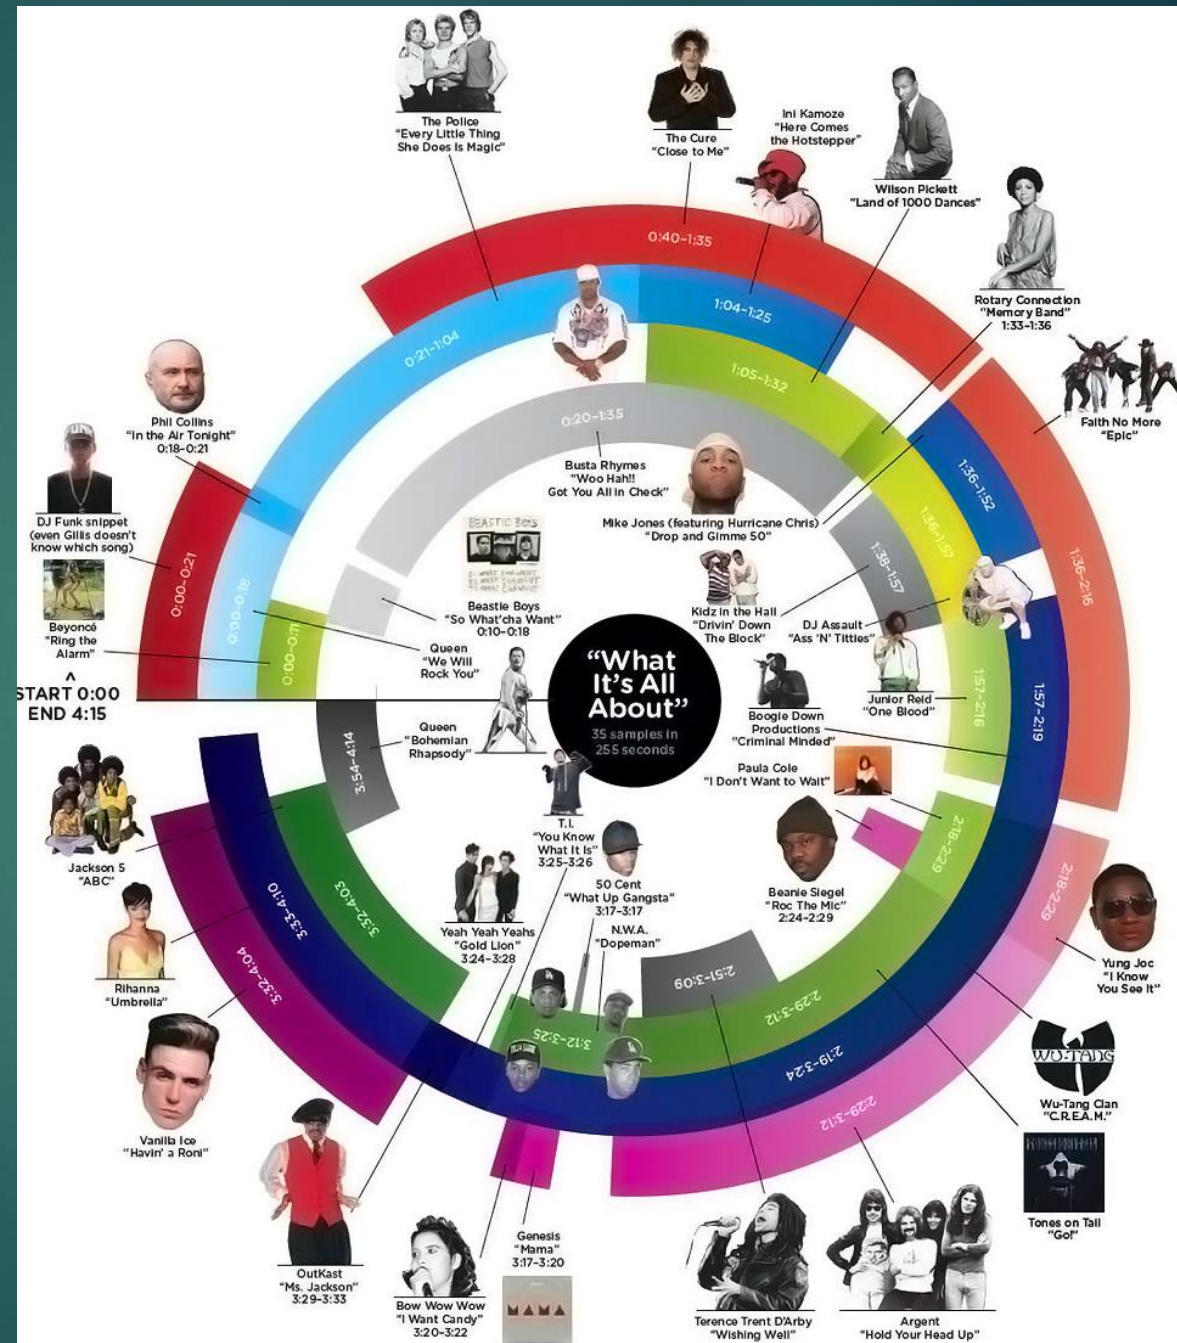 The Police
"Every Little Thing
She Does Is Magic"
The Cure
"Close to Me"
Ini Kamoze
"Here Comes
the Hotstepper"
Wilson Pickett
"Land of 1000 Dances"
Rotary Connection
"Memory Band"
1:33-1:36
Faith No More
"Epic"
0:40-1:35
1:04-1:25
0:21-1:04
1:05-1:32
0:20-1:35
Phil Collins
"In the Air Tonight"
0:18-0:21
Busta Rhymes
"Woo Hah!!
Got You All in Check"
1:36-1:52
DJ Funk snippet
(even Gillis doesn't
know which song)
BEASTIE BOYS
Mike Jones (featuring Hurricane Chris)
"Drop and Gimme 50"
1:36-1:57
1:38-1:57
1:36-2:16
0:00-0:21
0:00-0:18
0:00-0:11
Beastie Boys
"So What'cha Want"
0:10-0:18
Kidz in the Hall
"Drivin' Down
The Block"
DJ Assault
"Ass 'N' Titties"
Beyoncé
"Ring the
Alarm"
Queen
"We Will
Rock You"
"What
It's All
About"
35 samples in
255 seconds
START 0:00
END 4:15
Junior Reid
"One Blood"
1:57-2:16
1:57-2:19
Queen
"Bohemian
Rhapsody"
Boogie Down
Productions
"Criminal Minded"
3:54-4:14
Paula Cole
"I Don't Want to Wait"
T.I.
"You Know
What It Is"
3:25-3:26
2:18-2:29
2:18-2:29
Jackson 5
"ABC"
50 Cent
"What Up Gangsta"
3:17-3:17
Beanie Siegel
"Roc The Mic"
2:24-2:29
3:32-4:03
3:33-4:10
3:32-4:04
Yeah Yeah Yeahs
"Gold Lion"
3:24-3:28
N.W.A.
"Dopeman"
Yung Joc
"I Know
You See It"
2:51-3:09
Rihanna
"Umbrella"
2:29-3:12
3:12-3:25
2:19-3:24
WU-TANG
Wu-Tang Clan
"C.R.E.A.M."
2:29-3:12
Vanilla Ice
"Havin' a Roni"
Tones on Tail
"Go!"
Genesis
"Mama"
3:17-3:20
OutKast
"Ms. Jackson"
3:29-3:33
MAMA
Bow Wow Wow
"I Want Candy"
3:20-3:22
Terence Trent D'Arby
"Wishing Well"
Argent
"Hold Your Head Up"